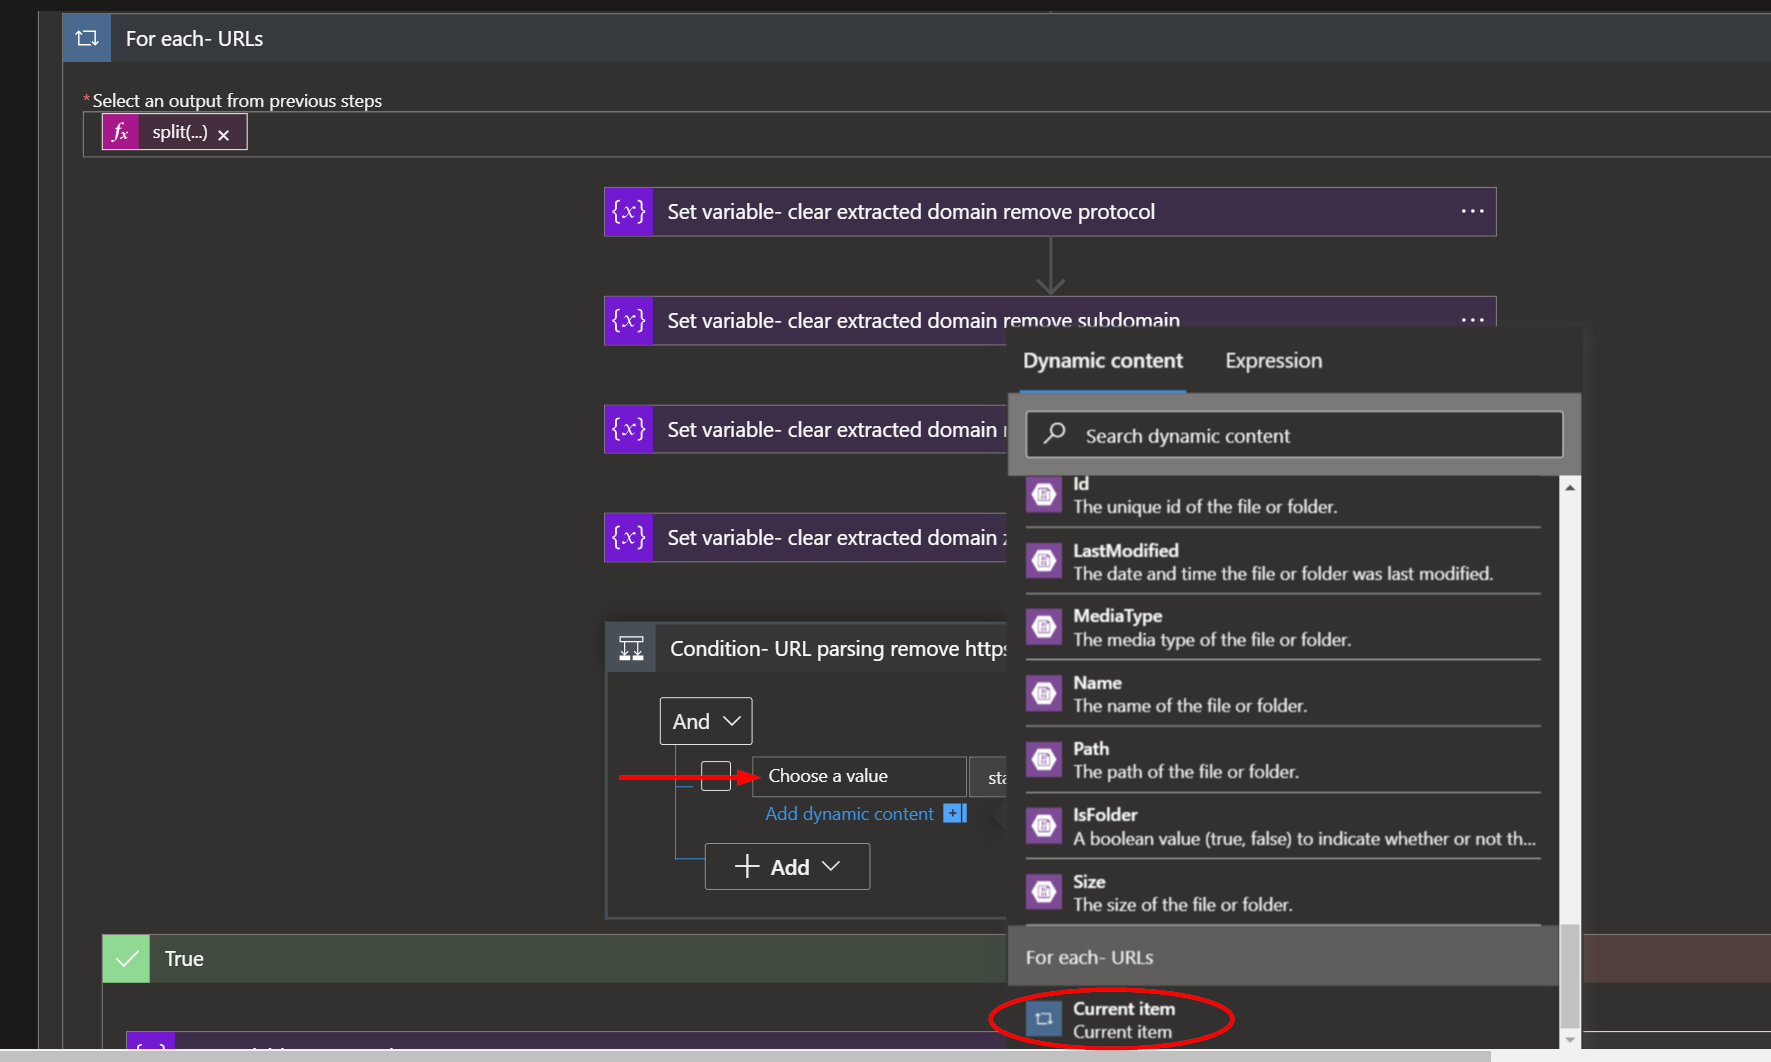 For each- URLs
*Select an output from previous steps
fx split(...) ×
{x} Set variable- clear extracted domain remove protocol ...
{x} Set variable- clear extracted domain remove subdomain ...
{x} Set variable- clear extracted domain
{x} Set variable- clear extracted domain
Condition- URL parsing remove https
And
Choose a value
Add dynamic content
Add
True
Dynamic content Expression
Search dynamic content
Id
The unique id of the file or folder.
LastModified
The date and time the file or folder was last modified.
MediaType
The media type of the file or folder.
Name
The name of the file or folder.
Path
The path of the file or folder.
IsFolder
A boolean value (true, false) to indicate whether or not th...
Size
The size of the file or folder.
For each- URLs
Current item
Current item